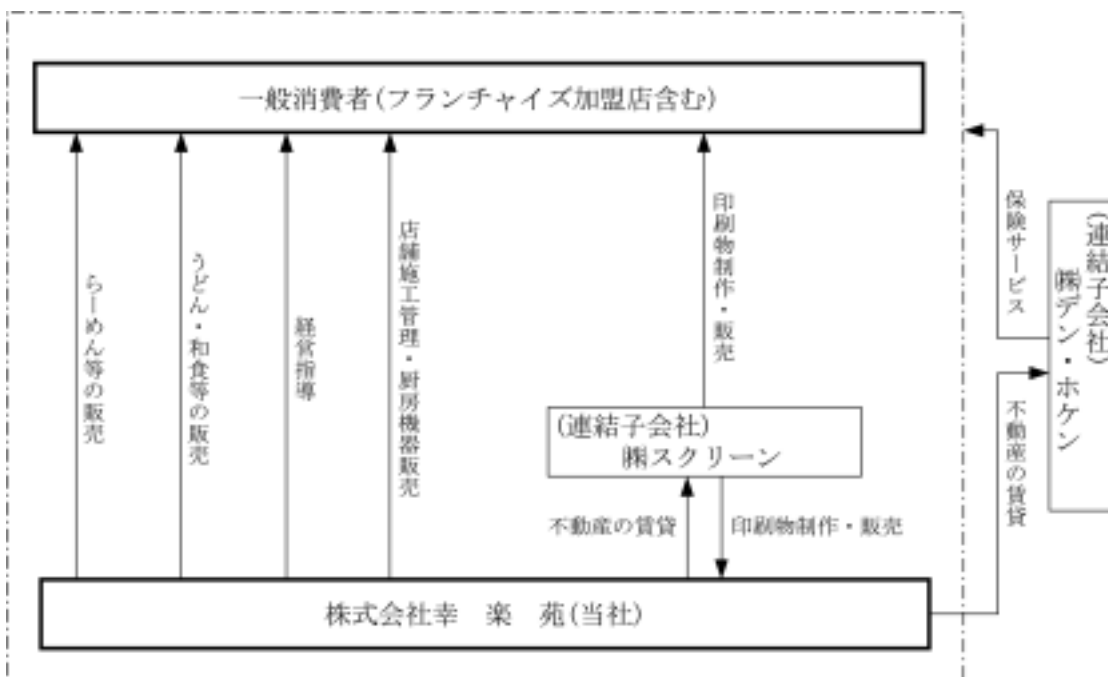 一般消費者(フランチャイズ加盟店含む)
らーめん等の販売
うどん・和食等の販売
経営指導
店舗施工管理・厨房機器販売
印刷物制作・販売
(連結子会社)
㈱スクリーン
不動産の賃貸
印刷物制作・販売
株式会社幸 楽 苑(当社)
保険サービス
不動産の賃貸
(連結子会社)
㈱デン・ホケン